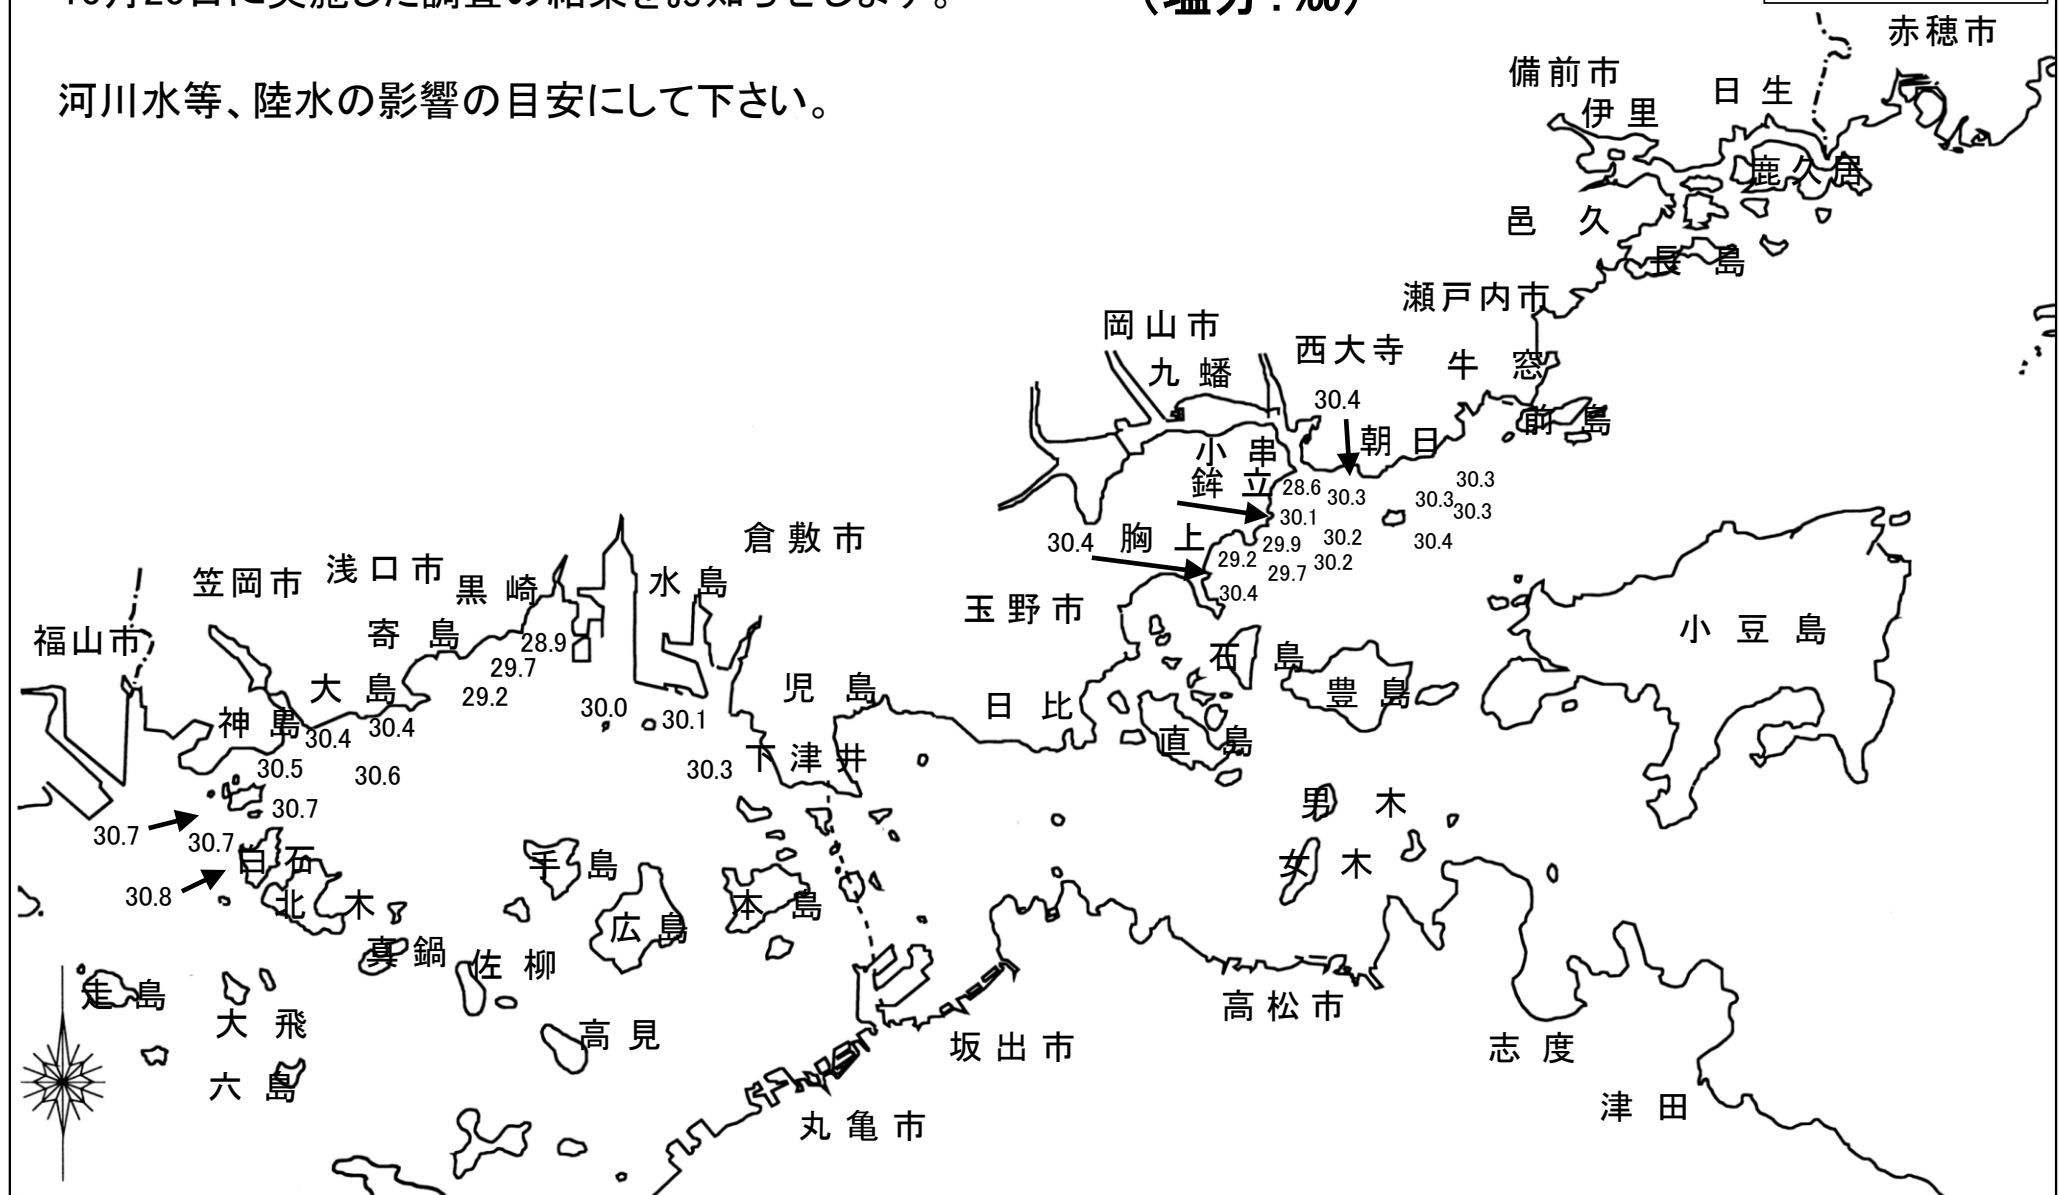 河川水等、陸水の影響の目安にして下さい。
赤穂市
備前市
日生
伊里
鹿久居
邑久
長島
瀬戸内市
岡山市
西大寺
牛窓
九蟠
30.4
前島
朝日
小串
鉾立
28.6
30.3
30.3
30.3
30.3
30.1
30.4
胸上
29.9
30.2
30.4
29.2
29.7
30.2
30.4
倉敷市
笠岡市
浅口市
黒崎
水島
玉野市
福山市
寄島
28.9
29.7
29.2
石島
小豆島
大島
児島
日比
豊島
神島
30.4
30.4
30.0
30.1
直島
30.5
30.6
30.3
下津井
30.7
30.7
30.7
男木
白石
30.8
手島
女木
北木
本島
広島
真鍋
佐柳
走島
大飛
高見
高松市
坂出市
志度
六島
津田
丸亀市